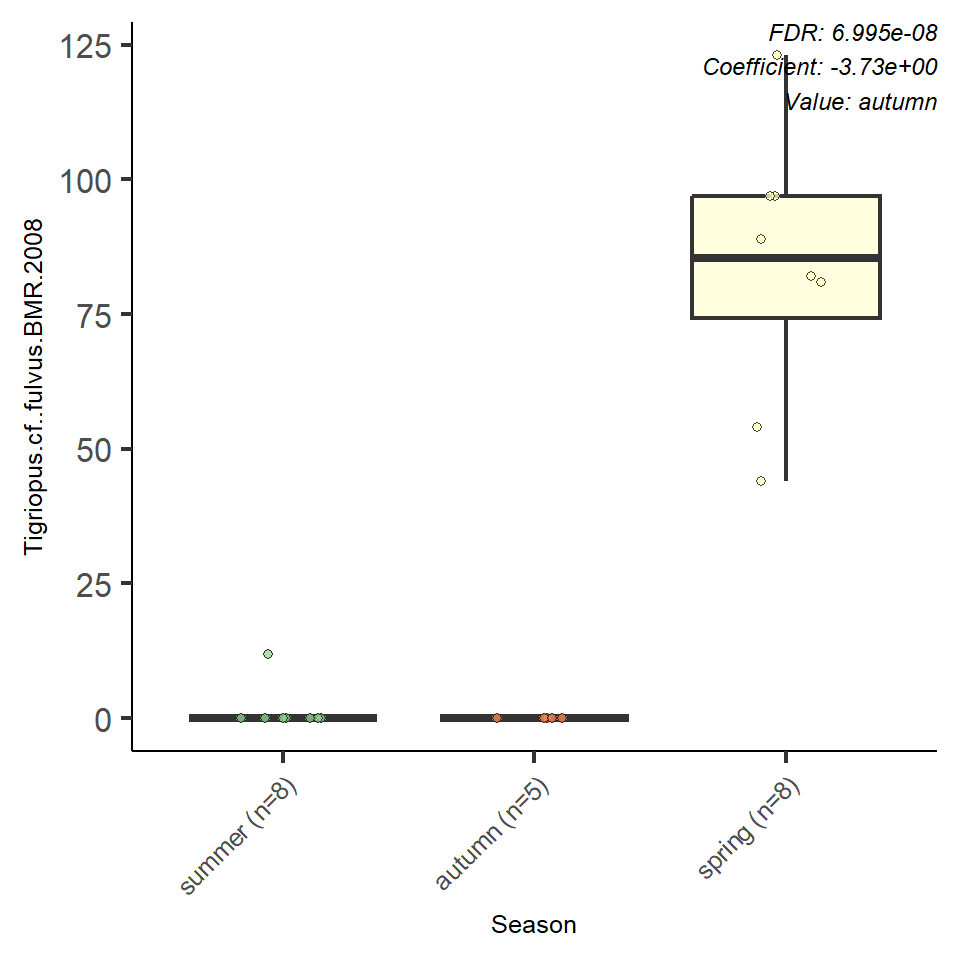 FDR: 6.995e-08
Coefficient: -3.73e+00
Value: autumn
125
100
75
50
25
0
Tigriopus.cf..fulvus.BMR.2008
summer (n=8)
autumn (n=5)
spring (n=8)
Season